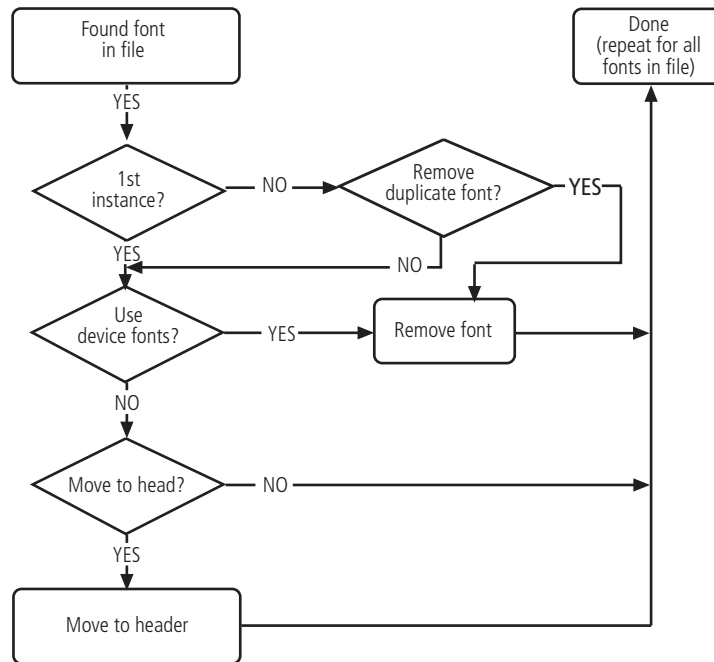 Found font
in file
Done
(repeat for all
fonts in file)
YES
1st
instance?
NO
Remove
duplicate font?
YES
YES
NO
Use
device fonts?
YES
Remove font
NO
Move to head?
NO
YES
Move to header